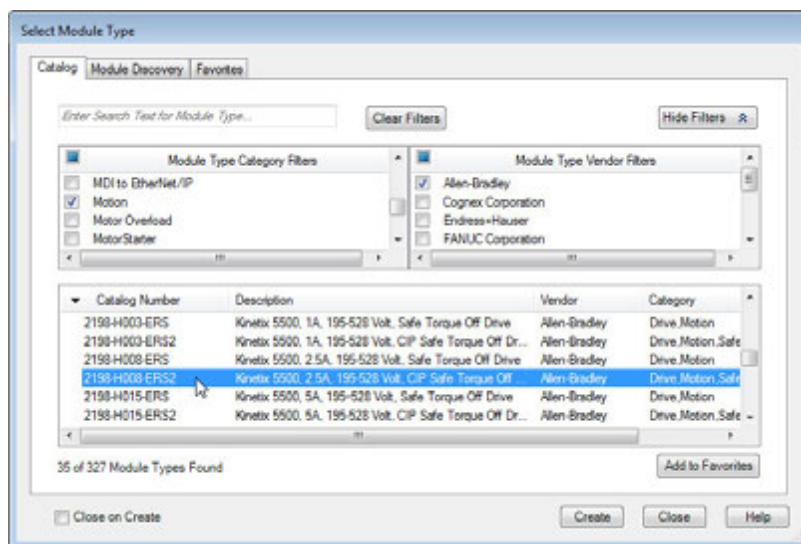 Select Module Type
Catalog Module Discovery Favorites
Enter Search Text for Module Type...
Clear Filters
Hide Filters
Module Type Category Filters
MDI to EtherNet/IP
Motion
Motor Overload
MotorStarter
Module Type Vendor Filters
Allen-Bradley
Cognex Corporation
Endress+Hauser
FANUC Corporation
Catalog Number Description Vendor Category
2198-H003-ERS Kinetix 5500, 1A, 195-528 Volt, Safe Torque Off Drive Allen-Bradley Drive,Motion
2198-H003-ERS2 Kinetix 5500, 1A, 195-528 Volt, CIP Safe Torque Off Dr... Allen-Bradley Drive,Motion,Safe
2198-H008-ERS Kinetix 5500, 2.5A, 195-528 Volt, Safe Torque Off Drive Allen-Bradley Drive,Motion
2198-H008-ERS2 Kinetix 5500, 2.5A, 195-528 Volt, CIP Safe Torque Off ... Allen-Bradley Drive,Motion,Safe
2198-H015-ERS Kinetix 5500, 5A, 195-528 Volt, Safe Torque Off Drive Allen-Bradley Drive,Motion
2198-H015-ERS2 Kinetix 5500, 5A, 195-528 Volt, CIP Safe Torque Off Dr... Allen-Bradley Drive,Motion,Safe
35 of 327 Module Types Found
Add to Favorites
Close on Create
Create Close Help